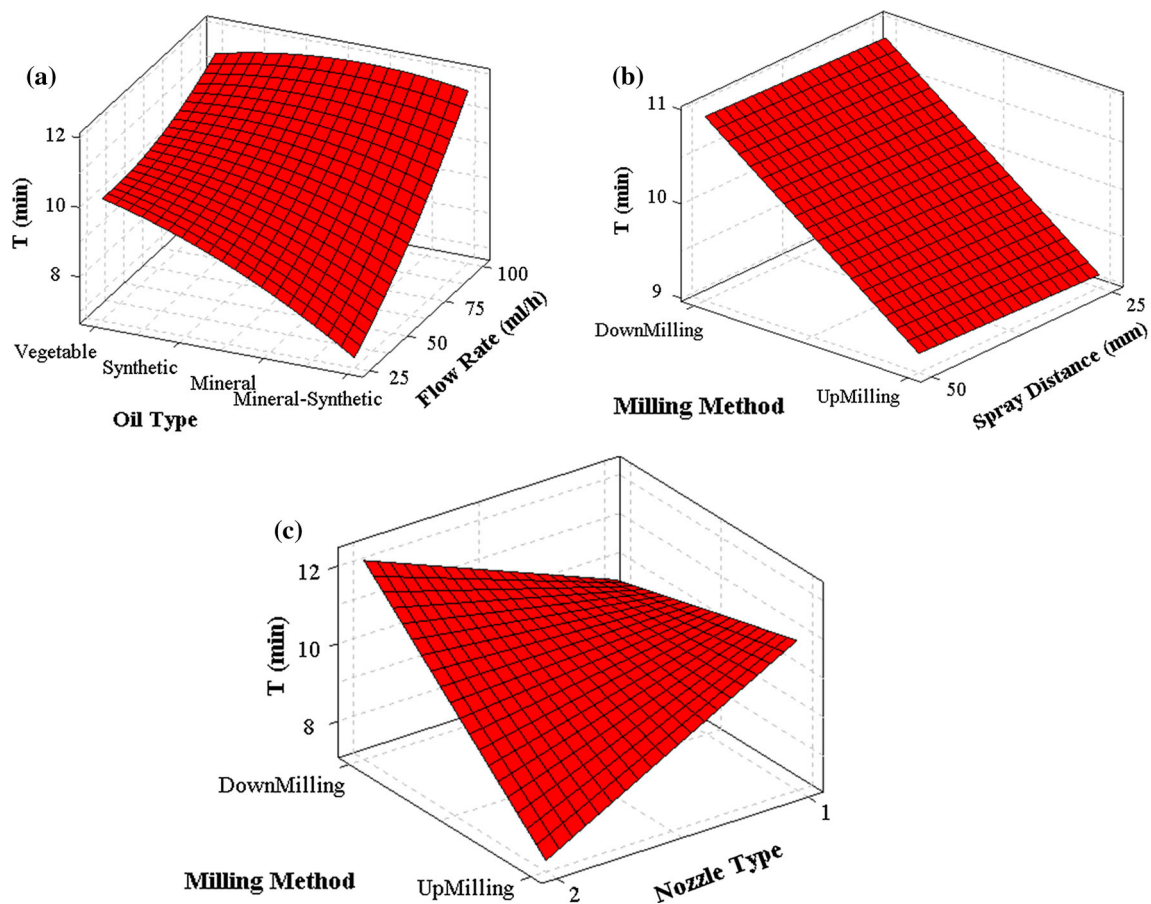 (a)
12
10
8
T (min)
Vegetable
Synthetic
Mineral
Mineral-Synthetic
Oil Type
100
75
50
25
Flow Rate (ml/h)
(b)
11
10
9
T (min)
DownMilling
UpMilling
Milling Method
25
50
Spray Distance (mm)
(c)
12
10
8
T (min)
DownMilling
UpMilling
Milling Method
1
2
Nozzle Type